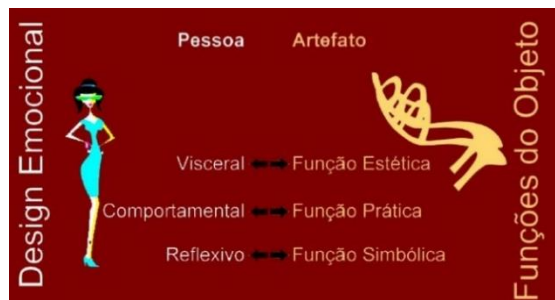 Design Emocional
Pessoa Artefato
Visceral Função Estética
Comportamental Função Prática
Reflexivo Função Simbólica
Funções do Objeto